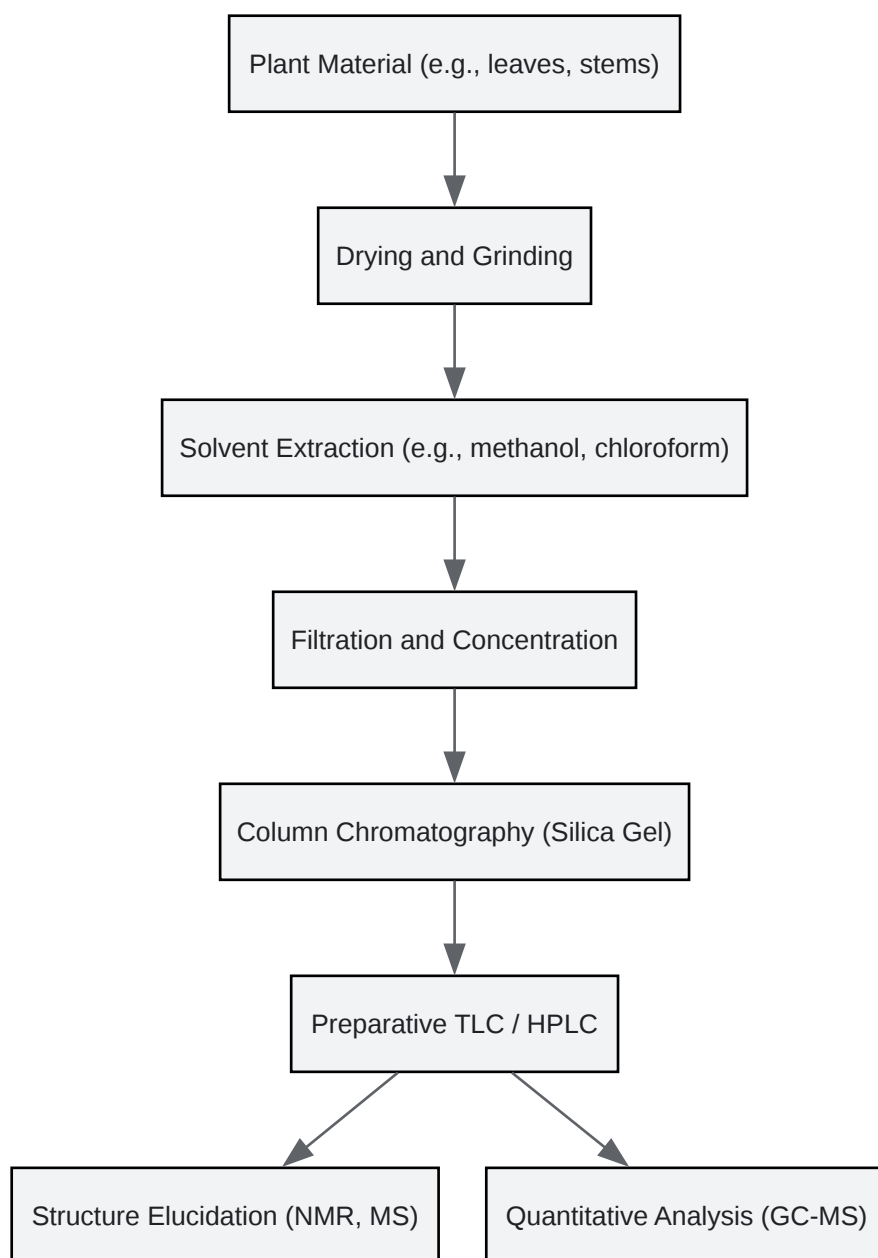 Plant Material (e.g., leaves, stems)
Drying and Grinding
Solvent Extraction (e.g., methanol, chloroform)
Filtration and Concentration
Column Chromatography (Silica Gel)
Preparative TLC / HPLC
Structure Elucidation (NMR, MS)
Quantitative Analysis (GC-MS)